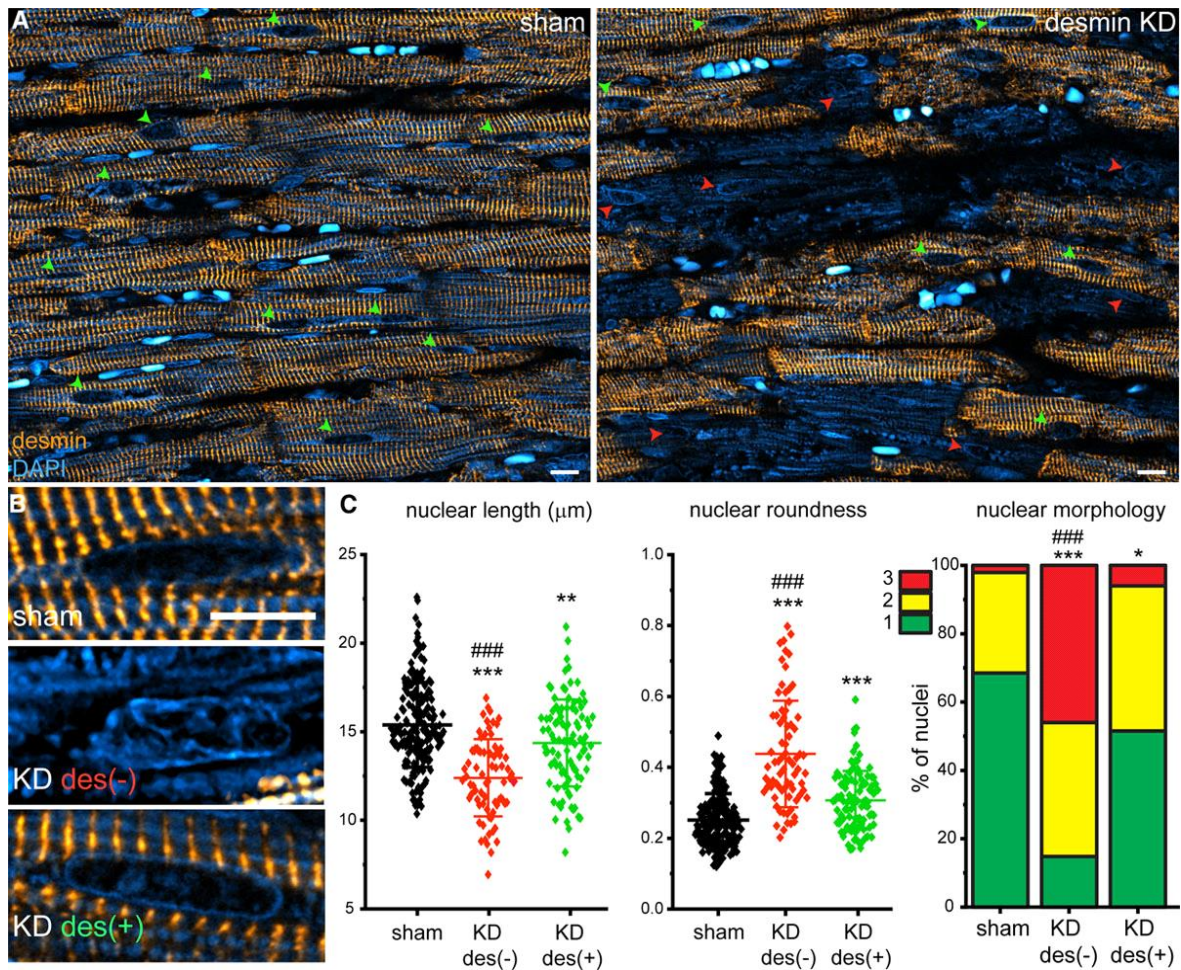 A
sham
desmin KD
desmin
DAPI
B
sham
KD des(-)
KD des(+)
C
nuclear length (μm)
25
20
15
10
5
###
***
**
sham
KD
des(-)
KD
des(+)
nuclear roundness
1.0
0.8
0.6
0.4
0.2
0.0
###
***
***
sham
KD
des(-)
KD
des(+)
nuclear morphology
3
2
1
% of nuclei
100
80
60
40
20
0
###
***
*
sham
KD
des(-)
KD
des(+)